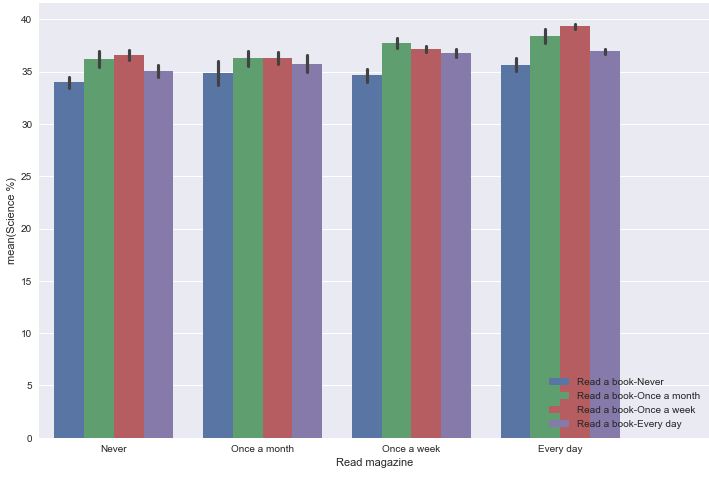 40
35
30
25
20
15
10
5
0
mean(Science %)
Never
Once a month
Once a week
Every day
Read magazine
Read a book-Never
Read a book-Once a month
Read a book-Once a week
Read a book-Every day